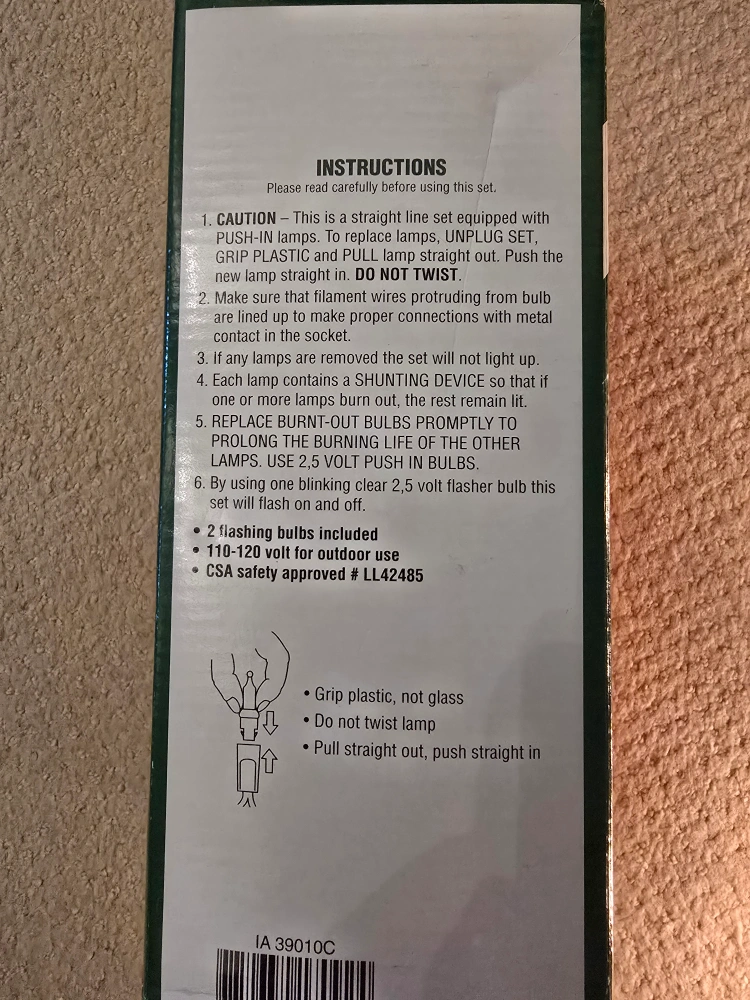 INSTRUCTIONS
Please read carefully before using this set.
1. CAUTION – This is a straight line set equipped with
PUSH-IN lamps. To replace lamps, UNPLUG SET,
GRIP PLASTIC and PULL lamp straight out. Push the
new lamp straight in. DO NOT TWIST.
2. Make sure that filament wires protruding from bulb
are lined up to make proper connections with metal
contact in the socket.
3. If any lamps are removed the set will not light up.
4. Each lamp contains a SHUNTING DEVICE so that if
one or more lamps burn out, the rest remain lit.
5. REPLACE BURNT-OUT BULBS PROMPTLY TO
PROLONG THE BURNING LIFE OF THE OTHER
LAMPS. USE 2,5 VOLT PUSH IN BULBS.
6. By using one blinking clear 2,5 volt flasher bulb this
set will flash on and off.
• 2 flashing bulbs included
• 110-120 volt for outdoor use
• CSA safety approved # LL42485
• Grip plastic, not glass
• Do not twist lamp
• Pull straight out, push straight in
IA 39010C